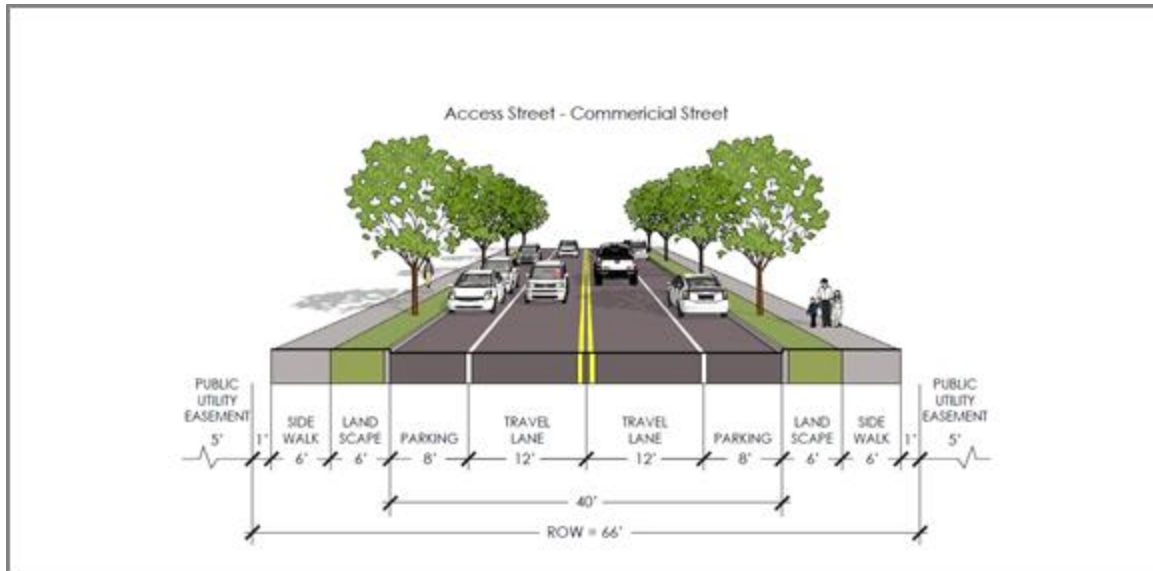 Access Street - Commericial Street
PUBLIC
UTILITY
EASEMENT
5'
1'
SIDE
WALK
6'
LAND
SCAPE
6'
PARKING
8'
TRAVEL
LANE
12'
TRAVEL
LANE
12'
PARKING
8'
LAND
SCAPE
6'
SIDE
WALK
6'
1'
PUBLIC
UTILITY
EASEMENT
5'
40'
ROW = 66'